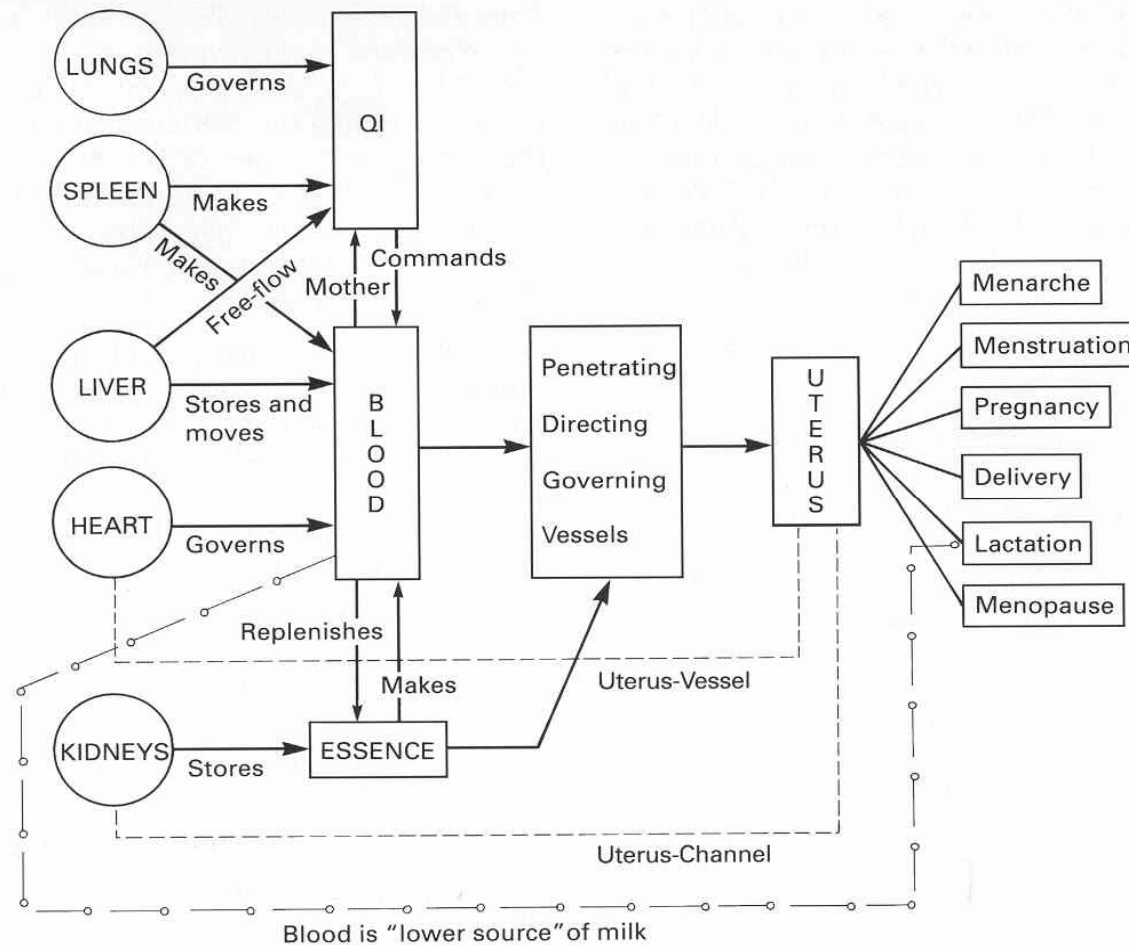 LUNGS
Governs
QI
SPLEEN
Makes
Makes
Free-flow
Mother
Commands
LIVER
Stores and
moves
BLOOD
HEART
Governs
Penetrating
Directing
Governing
Vessels
UTERUS
Menarche
Menstruation
Pregnancy
Delivery
Lactation
Menopause
Replenishes
Makes
Uterus-Vessel
KIDNEYS
Stores
ESSENCE
Uterus-Channel
Blood is "lower source" of milk